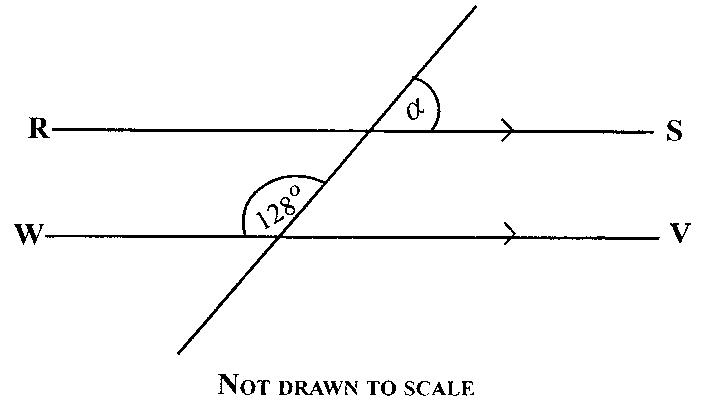 α
R S
128°
W V
NOT DRAWN TO SCALE